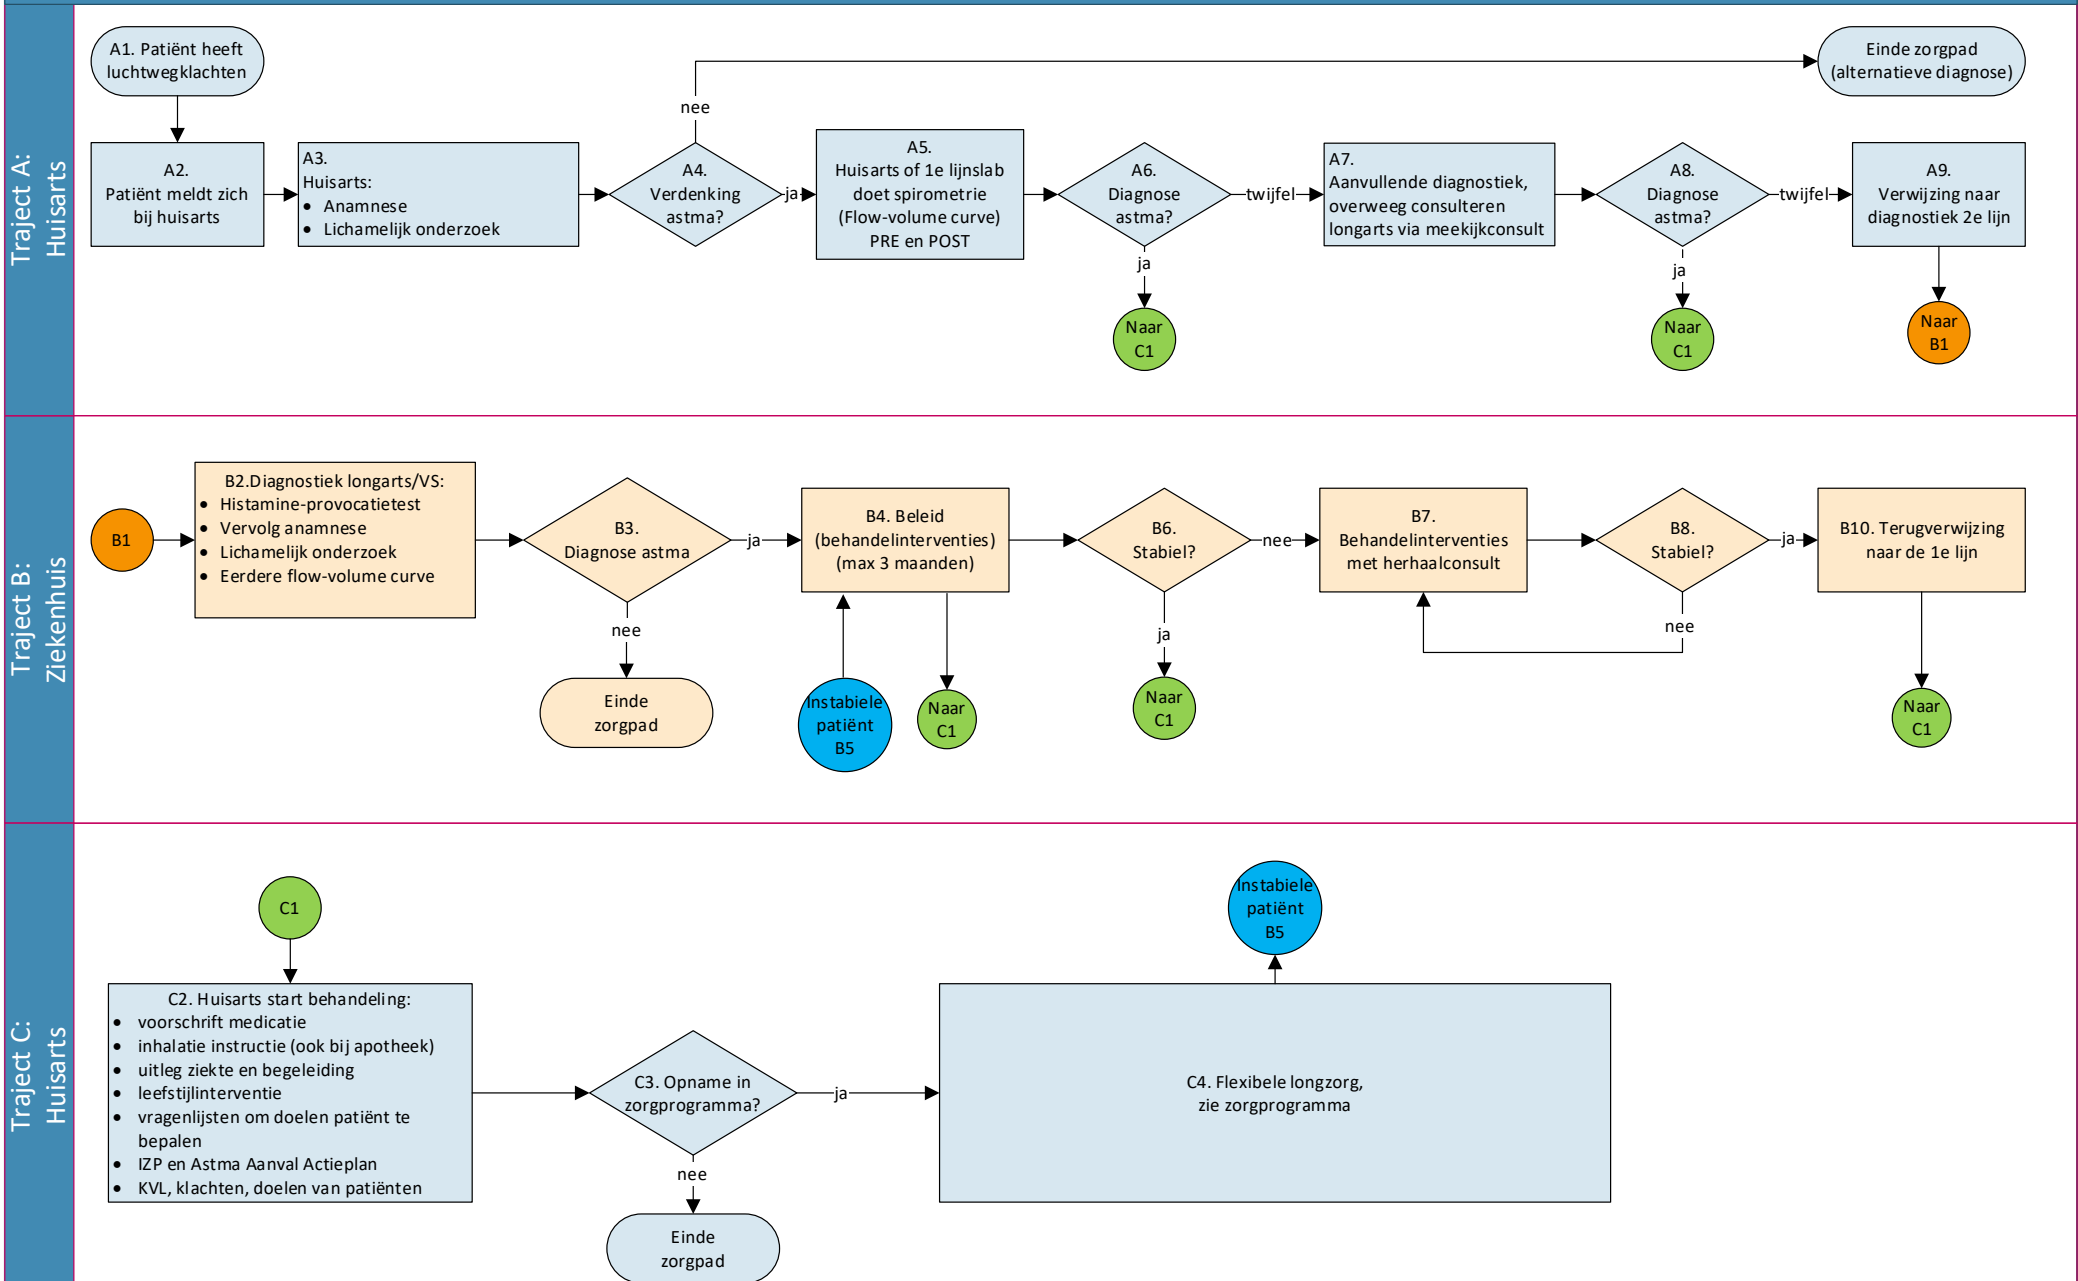 Traject A:
Huisarts
A1. Patiënt heeft
luchtwegklachten
A2.
Patiënt meldt zich
bij huisarts
A3.
Huisarts:
• Anamnese
• Lichamelijk onderzoek
A4.
Verdenking
astma?
nee
Einde zorgpad
(alternatieve diagnose)
ja
A5.
Huisarts of 1e lijnslab
doet spirometrie
(Flow-volume curve)
PRE en POST
A6.
Diagnose
astma?
ja
Naar
C1
twijfel
A7.
Aanvullende diagnostiek,
overweeg consulteren
longarts via meekijkconsult
A8.
Diagnose
astma?
ja
Naar
C1
twijfel
A9.
Verwijzing naar
diagnostiek 2e lijn
Naar
B1
Traject B:
Ziekenhuis
B1
B2.Diagnostiek longarts/VS:
• Histamine-provocatietest
• Vervolg anamnese
• Lichamelijk onderzoek
• Eerdere flow-volume curve
B3.
Diagnose astma
nee
Einde
zorgpad
ja
B4. Beleid
(behandelinterventies)
(max 3 maanden)
Instabiele
patiënt
B5
Naar
C1
B6.
Stabiel?
ja
Naar
C1
nee
B7.
Behandelinterventies
met herhaalconsult
B8.
Stabiel?
nee
ja
B10. Terugverwijzing
naar de 1e lijn
Naar
C1
Traject C:
Huisarts
C1
C2. Huisarts start behandeling:
• voorschrift medicatie
• inhalatie instructie (ook bij apotheek)
• uitleg ziekte en begeleiding
• leefstijlinterventie
• vragenlijsten om doelen patiënt te
bepalen
• IZP en Astma Aanval Actieplan
• KVL, klachten, doelen van patiënten
C3. Opname in
zorgprogramma?
nee
Einde
zorgpad
ja
C4. Flexibele longzorg,
zie zorgprogramma
Instabiele
patiënt
B5